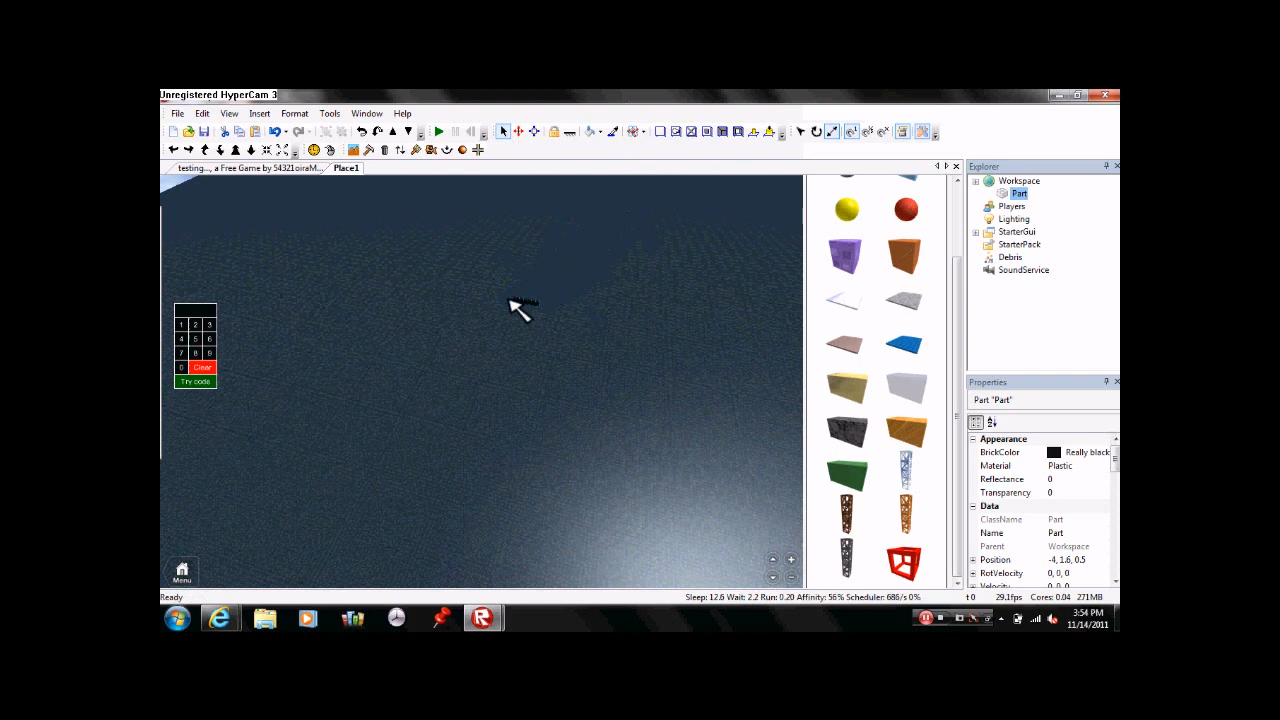 Unregistered HyperCam 3
File Edit View Insert Format Tools Window Help
testing..., a Free Game by 54321oiraM... Place1
Explorer
Workspace
Part
Players
Lighting
StarterGui
StarterPack
Debris
SoundService
1 2 3
4 5 6
7 8 9
0 Clear
Try code
Properties
Part "Part"
Appearance
BrickColor Really black
Material Plastic
Reflectance 0
Transparency 0
Data
ClassName Part
Name Part
Parent Workspace
Position -4, 1.6, 0.5
RotVelocity 0, 0, 0
Velocity 0, 0, 0
Menu
Ready Sleep: 12.6 Wait: 2.2 Run: 0.20 Affinity: 56% Scheduler: 686/s 0% t 0 29.1fps Cores: 0.04 271MB
3:54 PM
11/14/2011